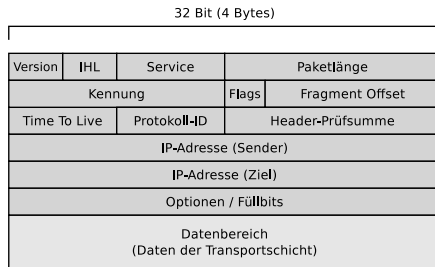 32 Bit (4 Bytes)
Version IHL Service Paketlänge
Kennung Flags Fragment Offset
Time To Live Protokoll-ID Header-Prüfsumme
IP-Adresse (Sender)
IP-Adresse (Ziel)
Optionen / Füllbits
Datenbereich
(Daten der Transportschicht)